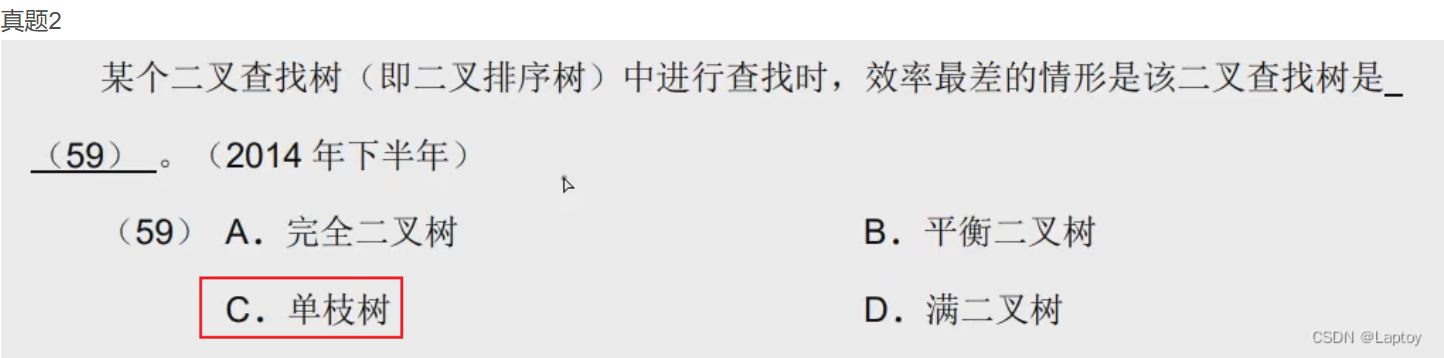 真题2
某个二叉查找树（即二叉排序树）中进行查找时，效率最差的情形是该二叉查找树是_
（59） 。（2014 年下半年）
（59） A．完全二叉树 B．平衡二叉树
C．单枝树 D．满二叉树
CSDN @Laptoy